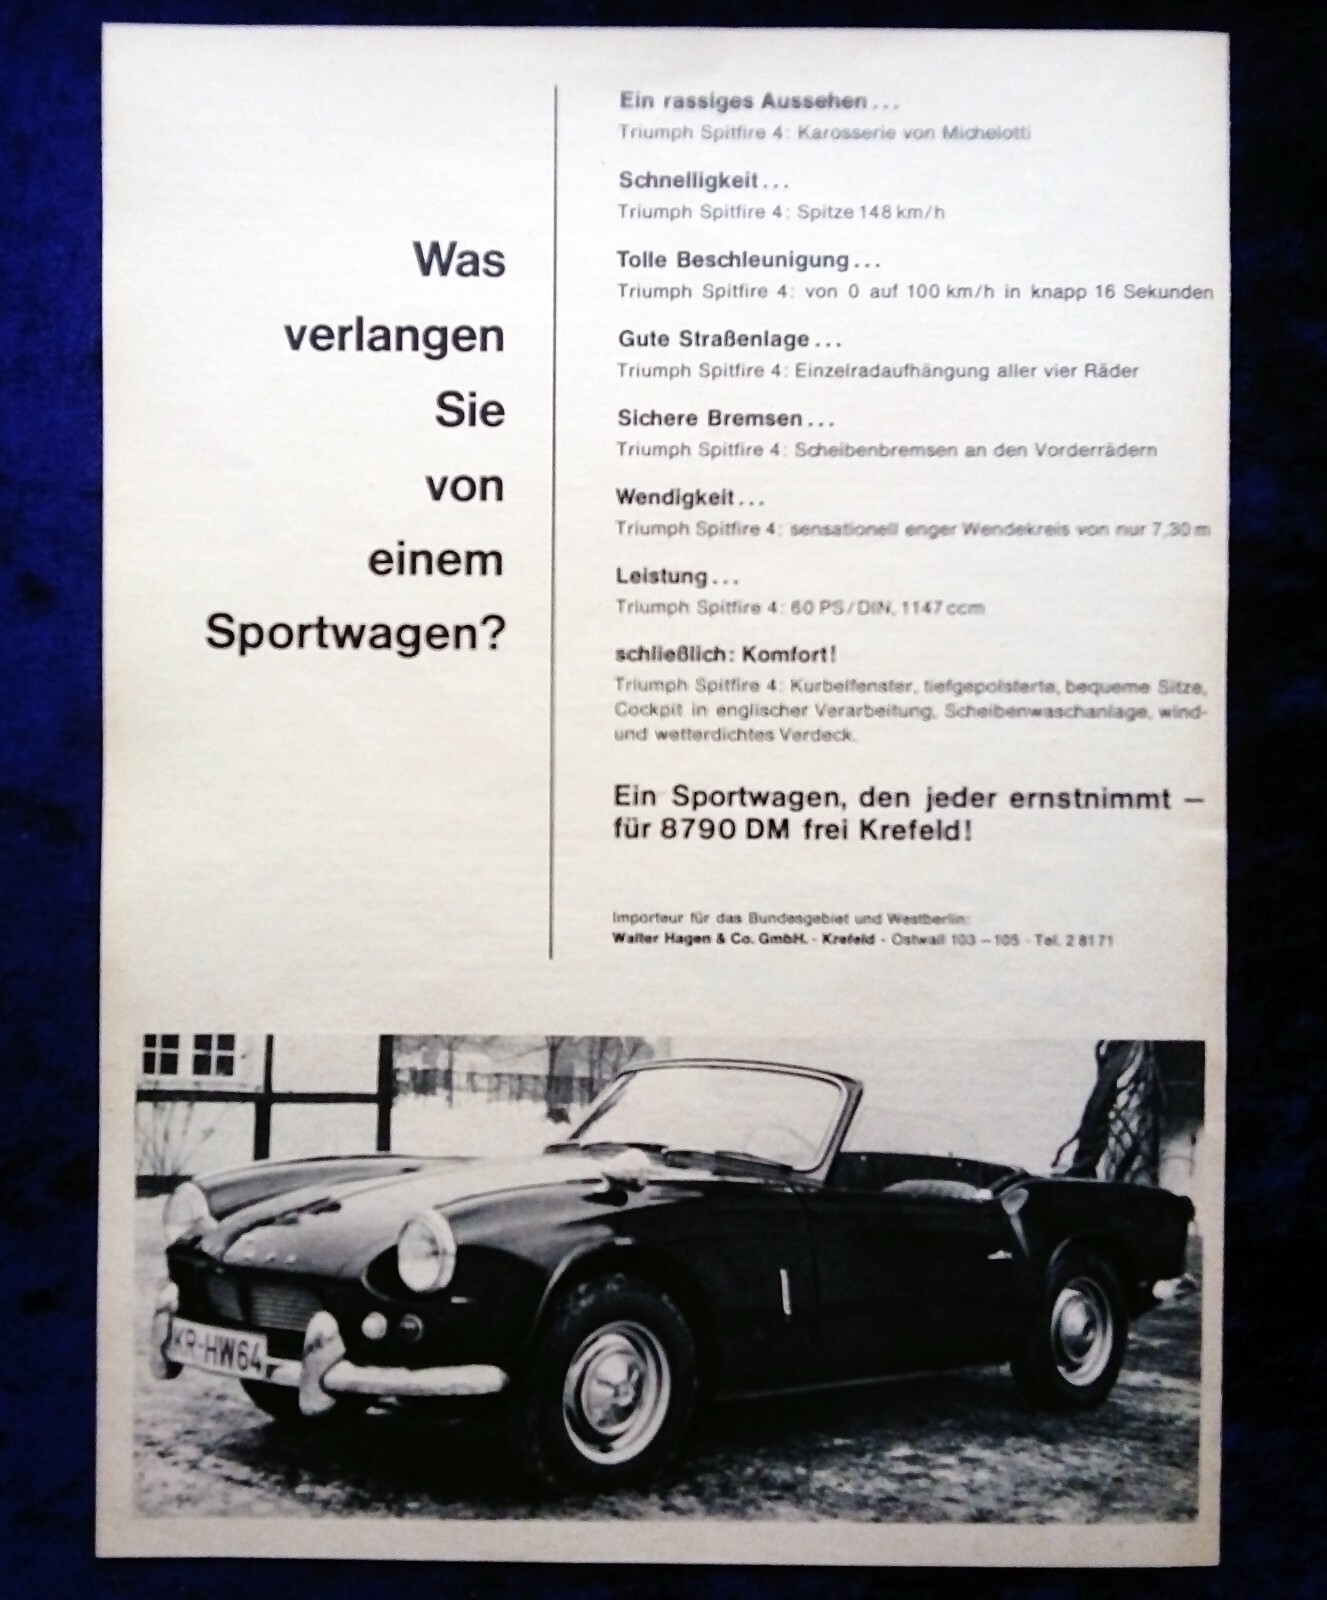 Was
verlangen
Sie
von
einem
Sportwagen?
Ein rassiges Aussehen...
Triumph Spitfire 4: Karosserie von Michelotti
Schnelligkeit...
Triumph Spitfire 4: Spitze 148 km/h
Tolle Beschleunigung...
Triumph Spitfire 4: von 0 auf 100 km/h in knapp 16 Sekunden
Gute Straßenlage...
Triumph Spitfire 4: Einzelradaufhängung aller vier Räder
Sichere Bremsen...
Triumph Spitfire 4: Scheibenbremsen an den Vorderrädern
Wendigkeit...
Triumph Spitfire 4: sensationell enger Wendekreis von nur 7,30 m
Leistung...
Triumph Spitfire 4: 60 PS/DIN, 1147 ccm
schließlich: Komfort!
Triumph Spitfire 4: Kurbelfenster, tiefgepolsterte, bequeme Sitze,
Cockpit in englischer Verarbeitung, Scheibenwaschanlage, wind-
und wetterdichtes Verdeck.
Ein Sportwagen, den jeder ernstnimmt –
für 8790 DM frei Krefeld!
Importeur für das Bundesgebiet und Westberlin:
Walter Hagen & Co. GmbH. - Krefeld - Ostwall 103 – 105 - Tel. 2 81 71
KR-HW64